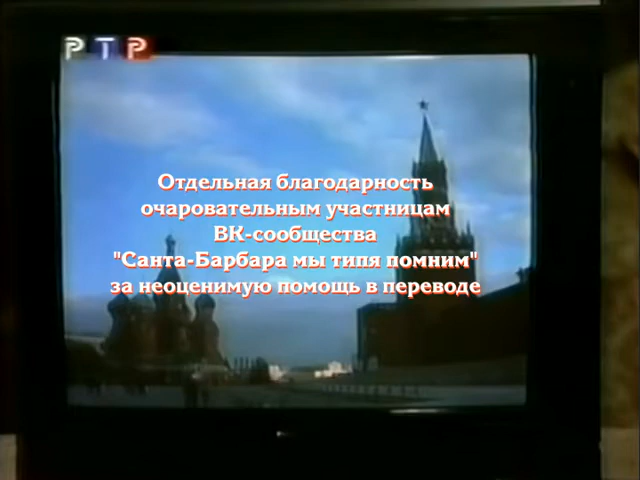 РТР
Отдельная благодарность
очаровательным участницам
ВК-сообщества
"Санта-Барбара мы типя помним"
за неоценимую помощь в переводе